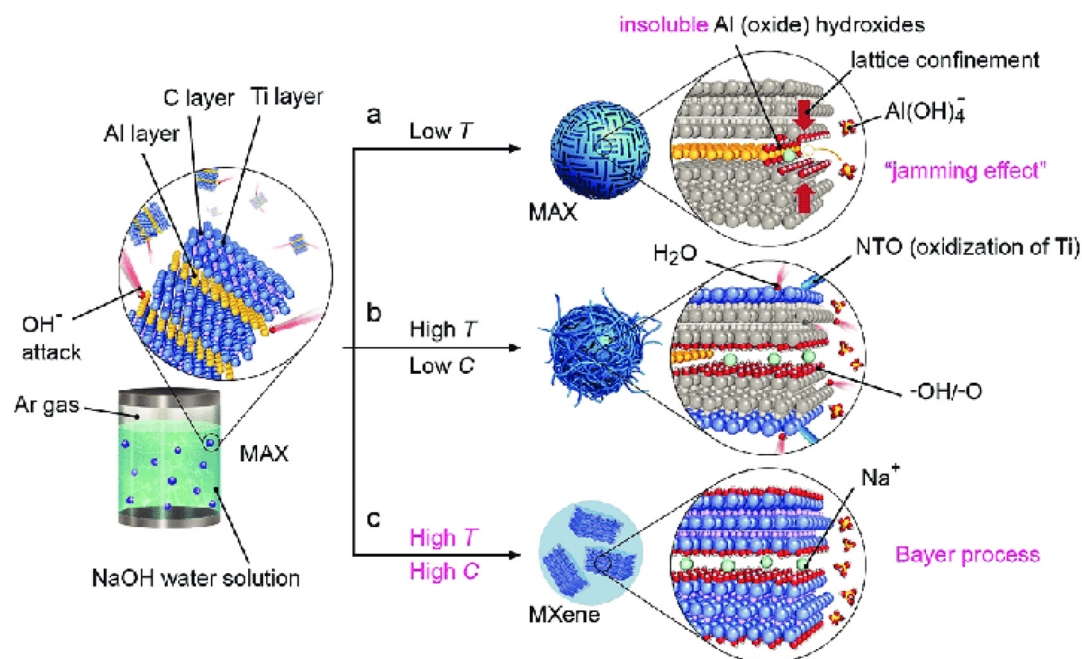 insoluble Al (oxide) hydroxides
lattice confinement
C layer
Ti layer
Al layer
a
Low T
Al(OH)₄⁻
“jamming effect”
MAX
H₂O
NTO (oxidization of Ti)
OH⁻
attack
b
High T
Low C
-OH/-O
Ar gas
MAX
Na⁺
c
High T
High C
Bayer process
NaOH water solution
MXene